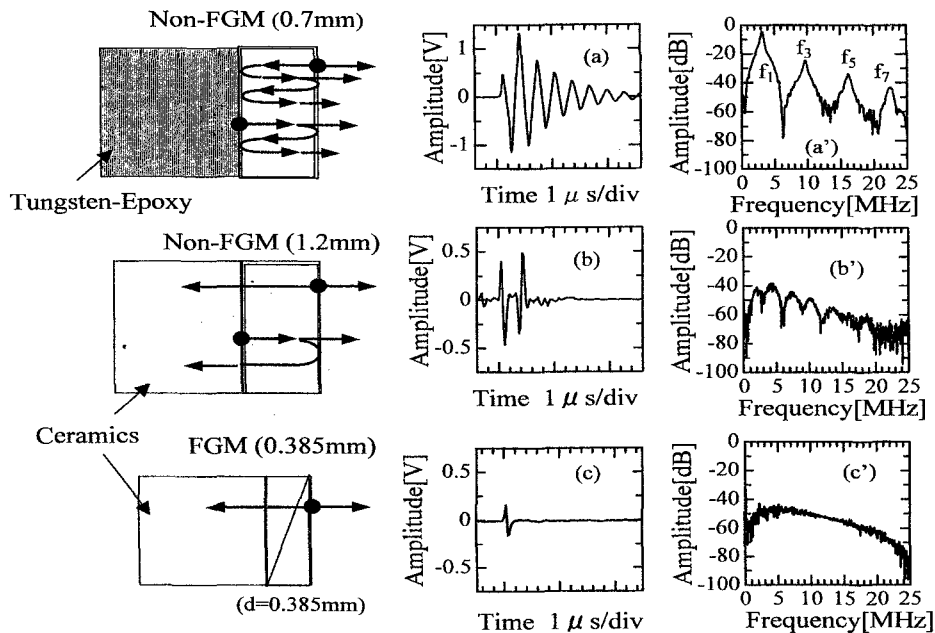 Non-FGM (0.7mm)
Tungsten-Epoxy
Amplitude[V]
1
0
-1
(a)
Time 1 μ s/div
Amplitude[dB]
0
-20
-40
-60
-80
-100
f1
f3
f5
f7
(a')
0 5 10 15 20 25
Frequency[MHz]
Non-FGM (1.2mm)
Ceramics
Amplitude[V]
0.5
0
-0.5
(b)
Time 1 μ s/div
Amplitude[dB]
0
-20
-40
-60
-80
-100
(b')
0 5 10 15 20 25
Frequency[MHz]
FGM (0.385mm)
(d=0.385mm)
Amplitude[V]
0.5
0
-0.5
(c)
Time 1 μ s/div
Amplitude[dB]
0
-20
-40
-60
-80
-100
(c')
0 5 10 15 20 25
Frequency[MHz]